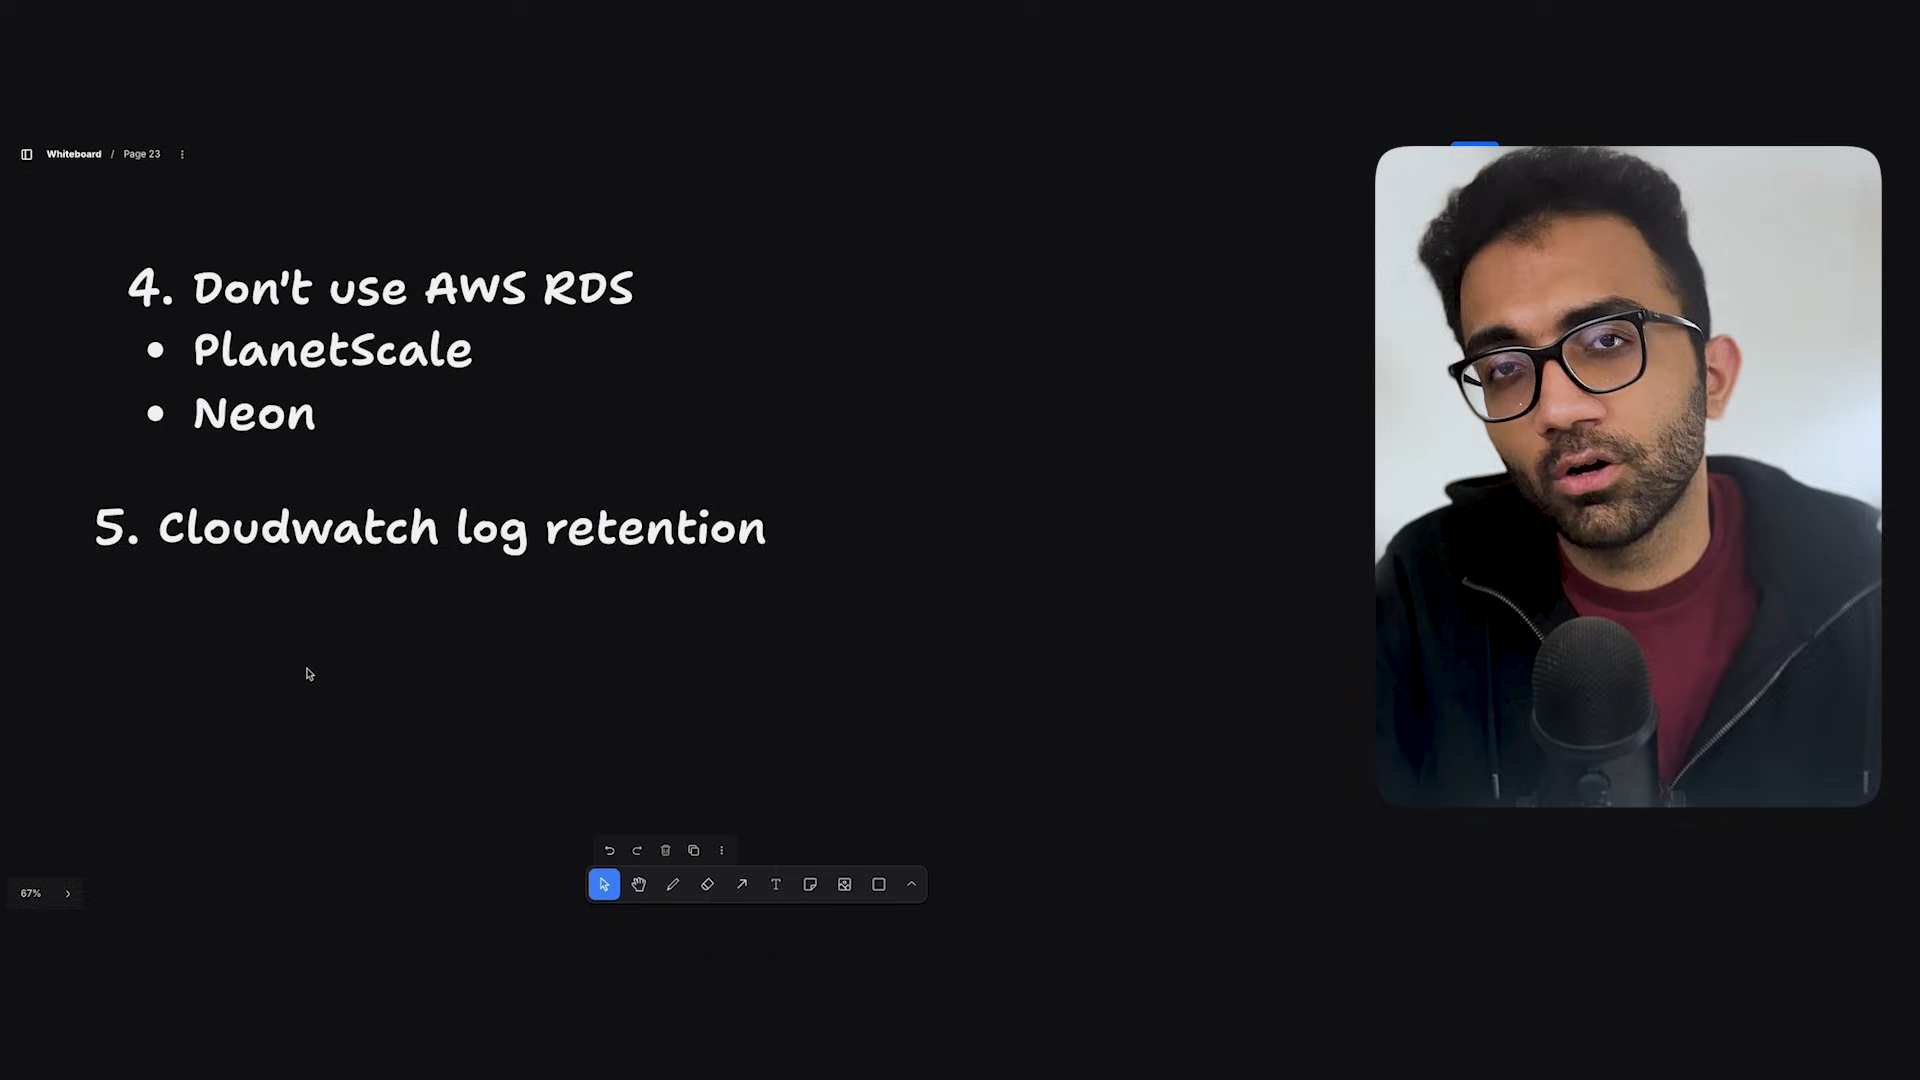 Whiteboard / Page 23
4. Don't use AWS RDS
• PlanetScale
• Neon
5. Cloudwatch log retention
67%